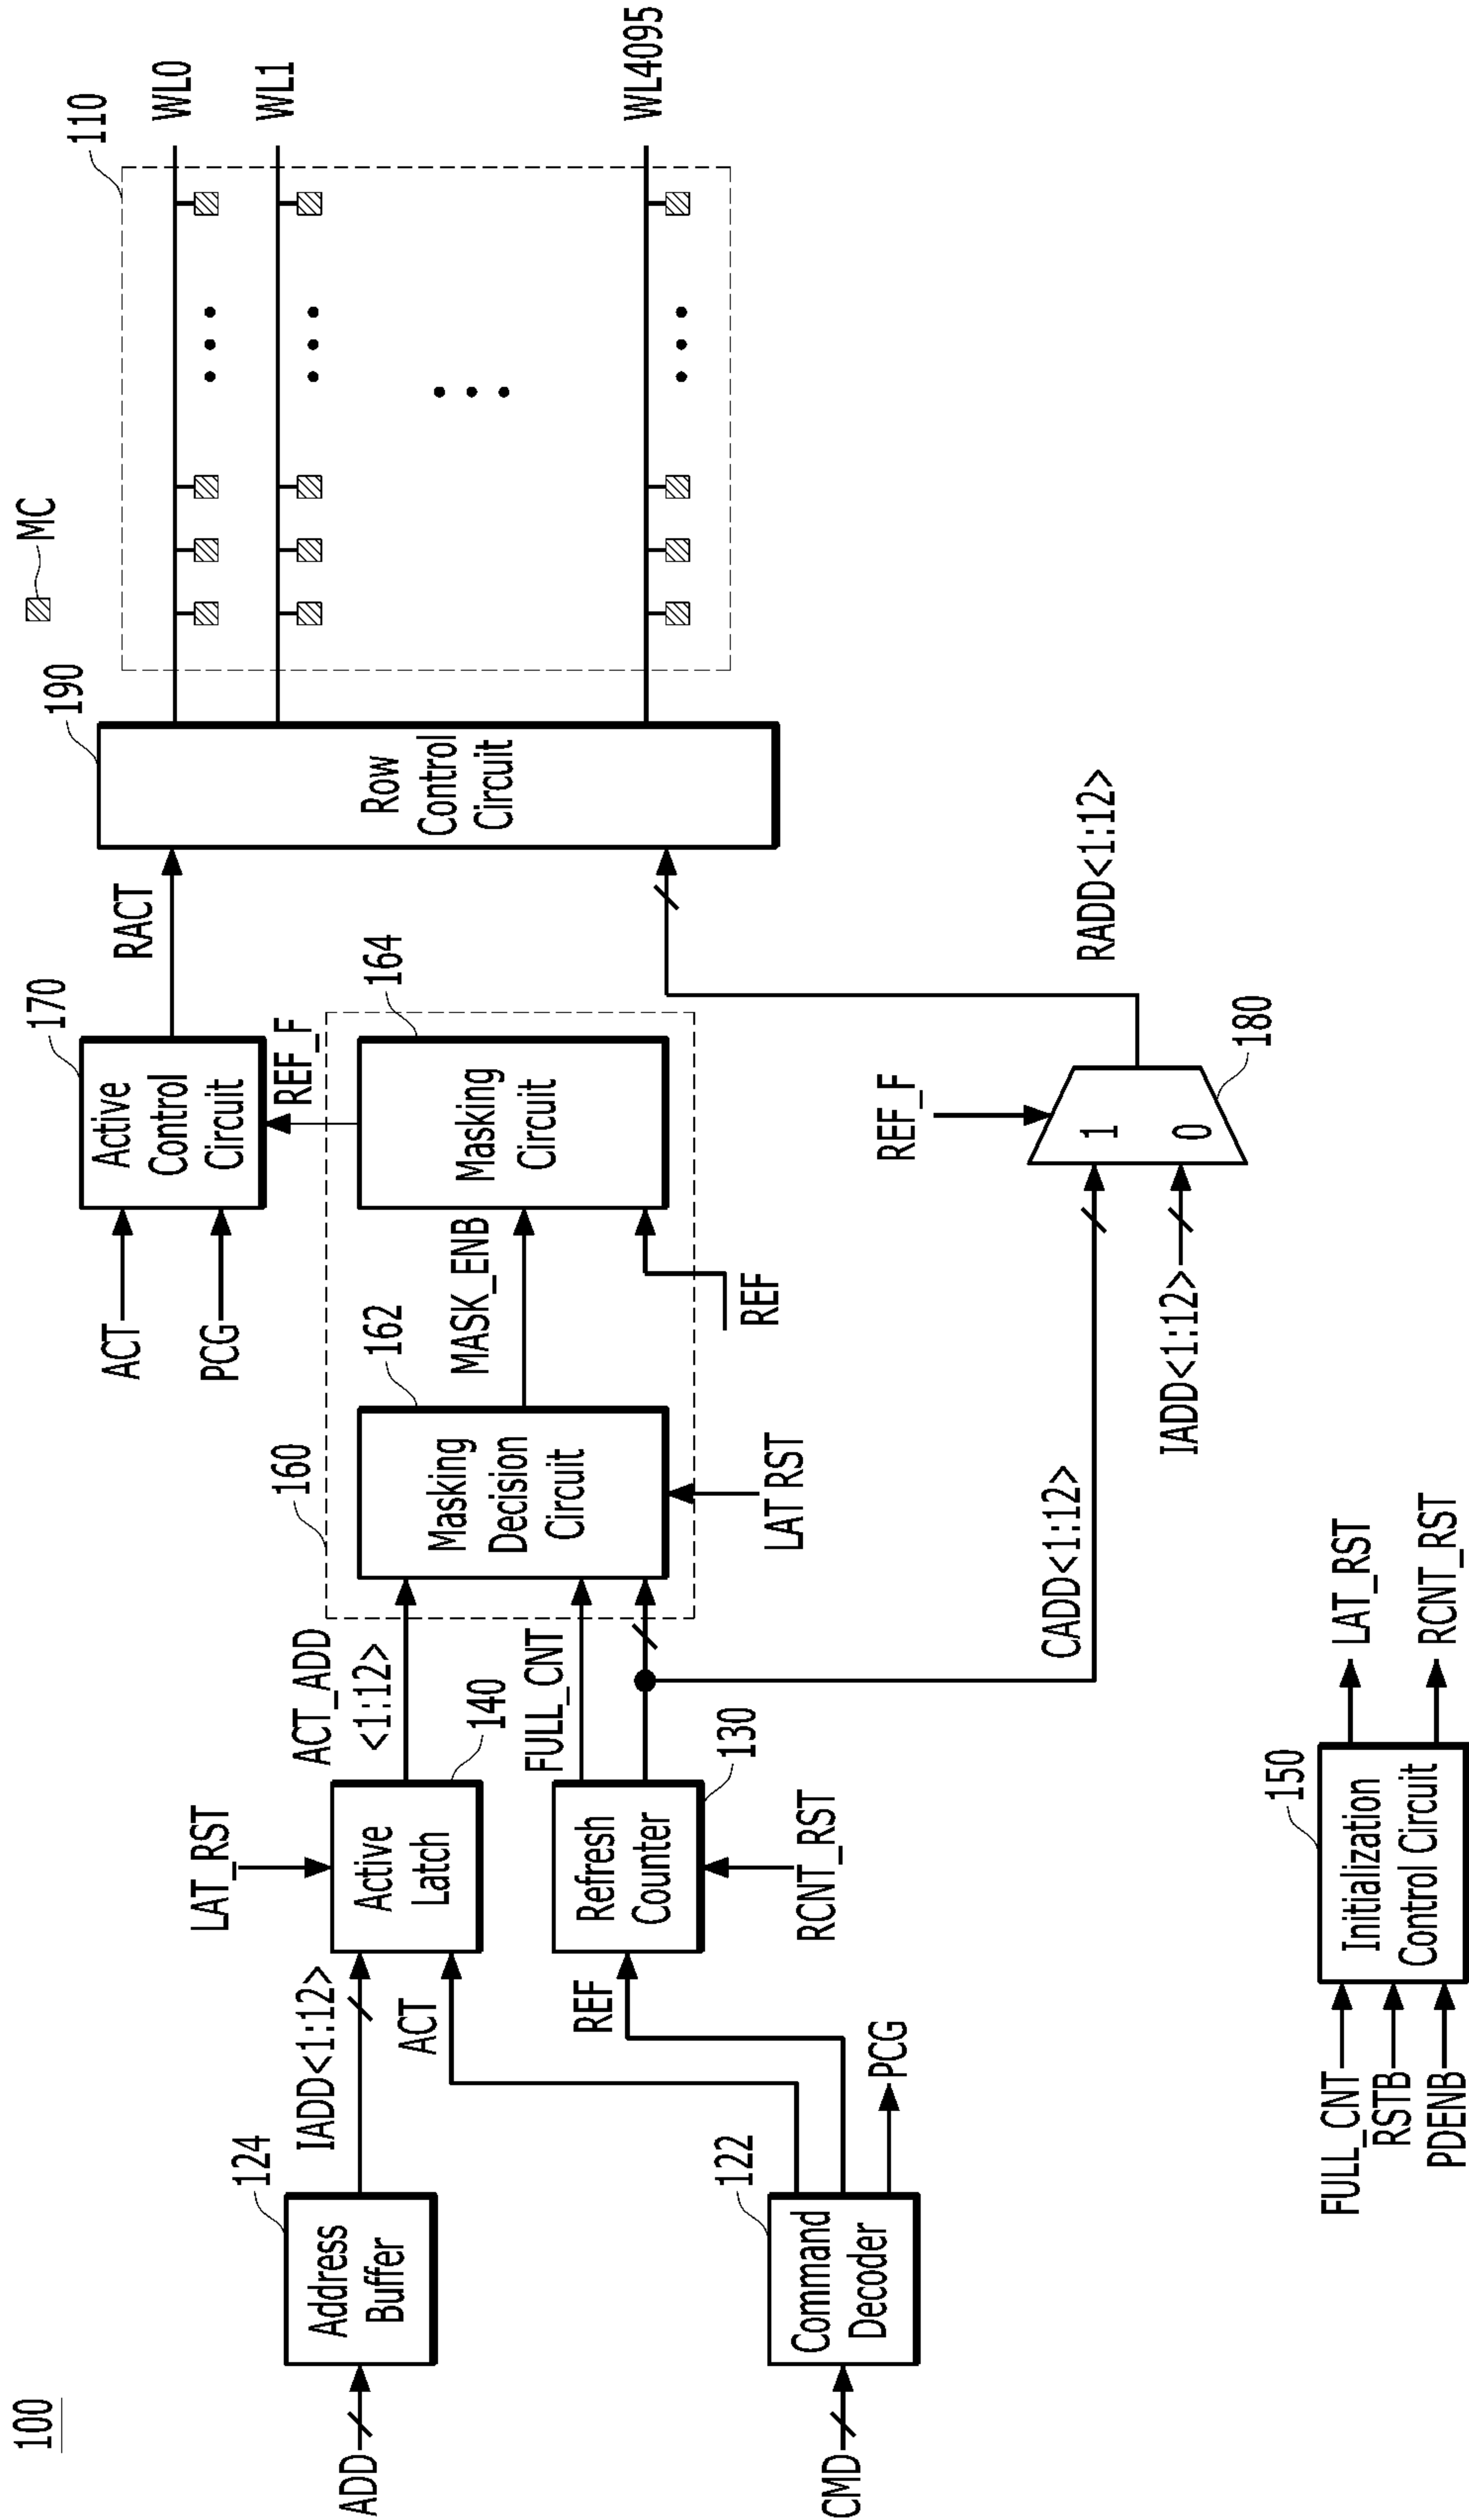 100
MC
110
190
170
RACT
WL0
ACT
PCG
Active
Control
Circuit
REF_F
WL1
LAT_RST
124
IADD<1:12>
ACT_ADD
<1:12>
160
162
164
Row
Control
Circuit
ADD
Address
Buffer
ACT
Active
Latch
140
Masking
Decision
Circuit
MASK_ENB
Masking
Circuit
FULL_CNT
REF
Refresh
Counter
130
WL4095
122
RCNT_RST
LAT_RST
REF
CMD
Command
Decoder
PCG
REF_F
CADD<1:12>
RADD<1:12>
1
0
IADD<1:12>
180
150
FULL_CNT
RSTB
PDENB
Initialization
Control Circuit
LAT_RST
RCNT_RST